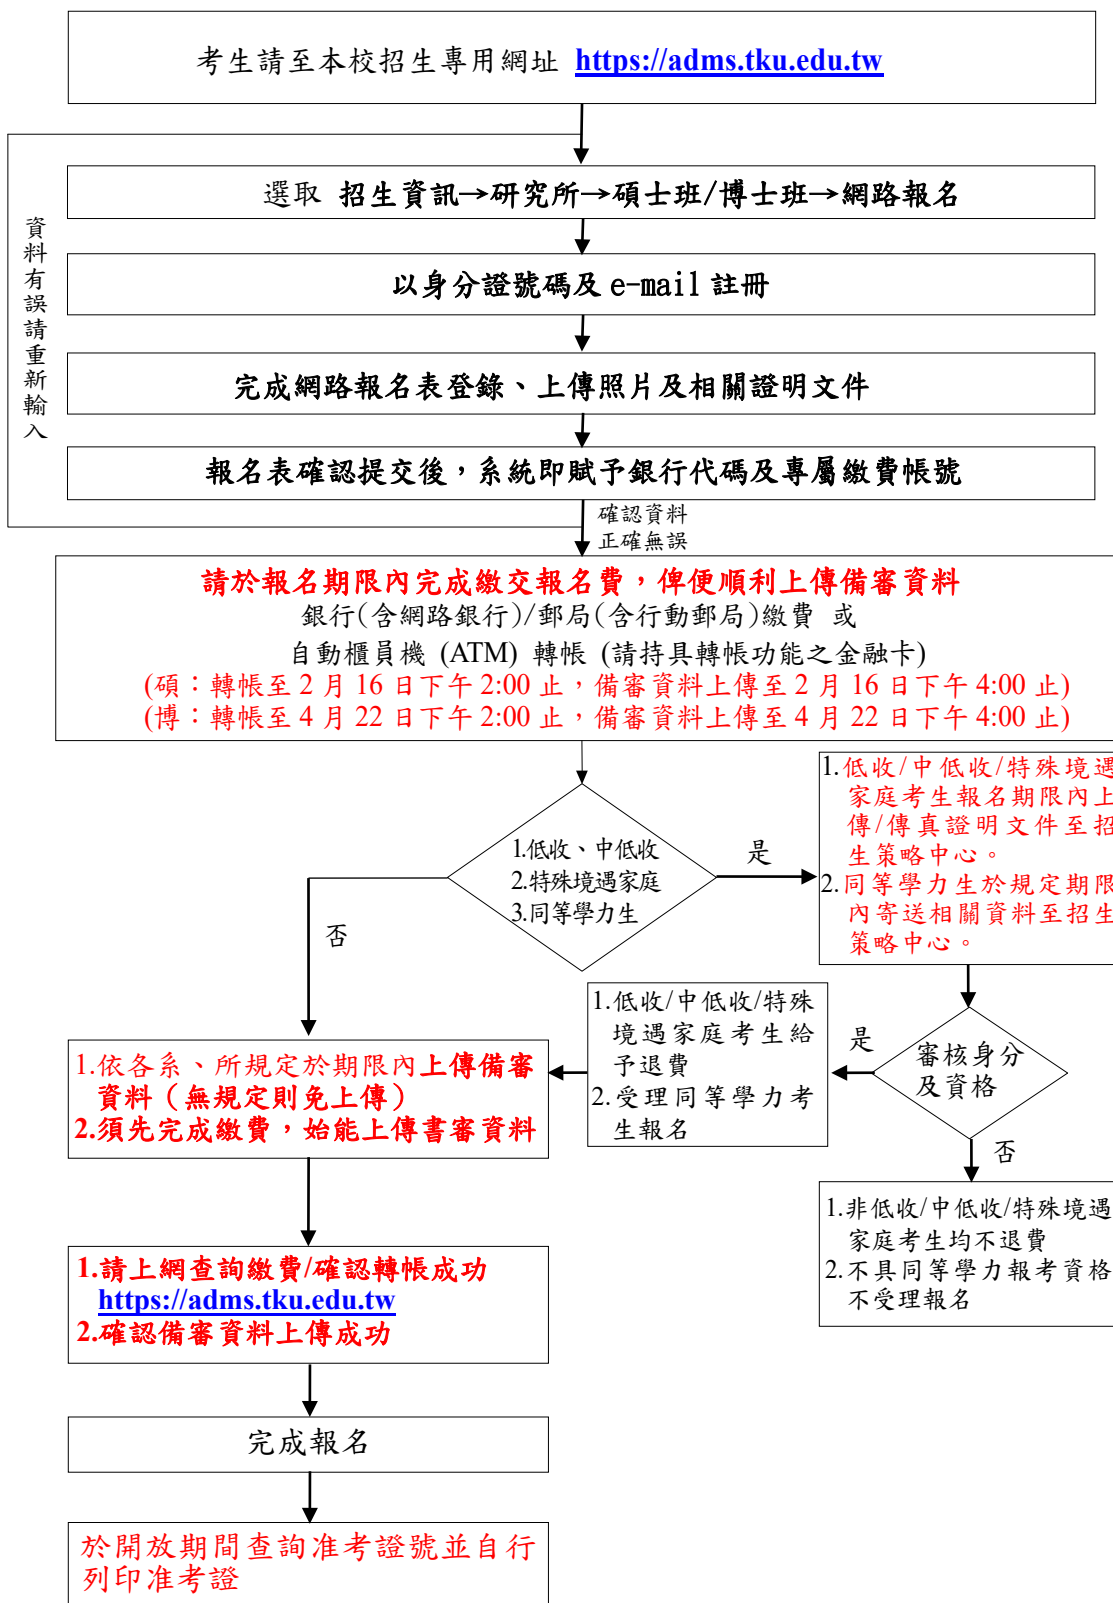 考生請至本校招生專用網址 https://adms.tku.edu.tw
選取 招生資訊→研究所→碩士班/博士班→網路報名
資料有誤請重新輸入
以身分證號碼及 e-mail 註冊
完成網路報名表登錄、上傳照片及相關證明文件
報名表確認提交後，系統即賦予銀行代碼及專屬繳費帳號
確認資料
正確無誤
請於報名期限內完成繳交報名費，俾便順利上傳備審資料
銀行(含網路銀行)/郵局(含行動郵局)繳費 或
自動櫃員機 (ATM) 轉帳 (請持具轉帳功能之金融卡)
(碩：轉帳至 2 月 16 日下午 2:00 止，備審資料上傳至 2 月 16 日下午 4:00 止)
(博：轉帳至 4 月 22 日下午 2:00 止，備審資料上傳至 4 月 22 日下午 4:00 止)
1.低收、中低收
2.特殊境遇家庭
3.同等學力生
是
否
1.低收/中低收/特殊境遇
家庭考生報名期限內上
傳/傳真證明文件至招
生策略中心。
2.同等學力生於規定期限
內寄送相關資料至招生
策略中心。
審核身分
及資格
是
否
1.低收/中低收/特殊
境遇家庭考生給
予退費
2.受理同等學力考
生報名
1.非低收/中低收/特殊境遇
家庭考生均不退費
2.不具同等學力報考資格
不受理報名
1.依各系、所規定於期限內上傳備審
資料（無規定則免上傳）
2.須先完成繳費，始能上傳書審資料
1.請上網查詢繳費/確認轉帳成功
https://adms.tku.edu.tw
2.確認備審資料上傳成功
完成報名
於開放期間查詢准考證號並自行
列印准考證